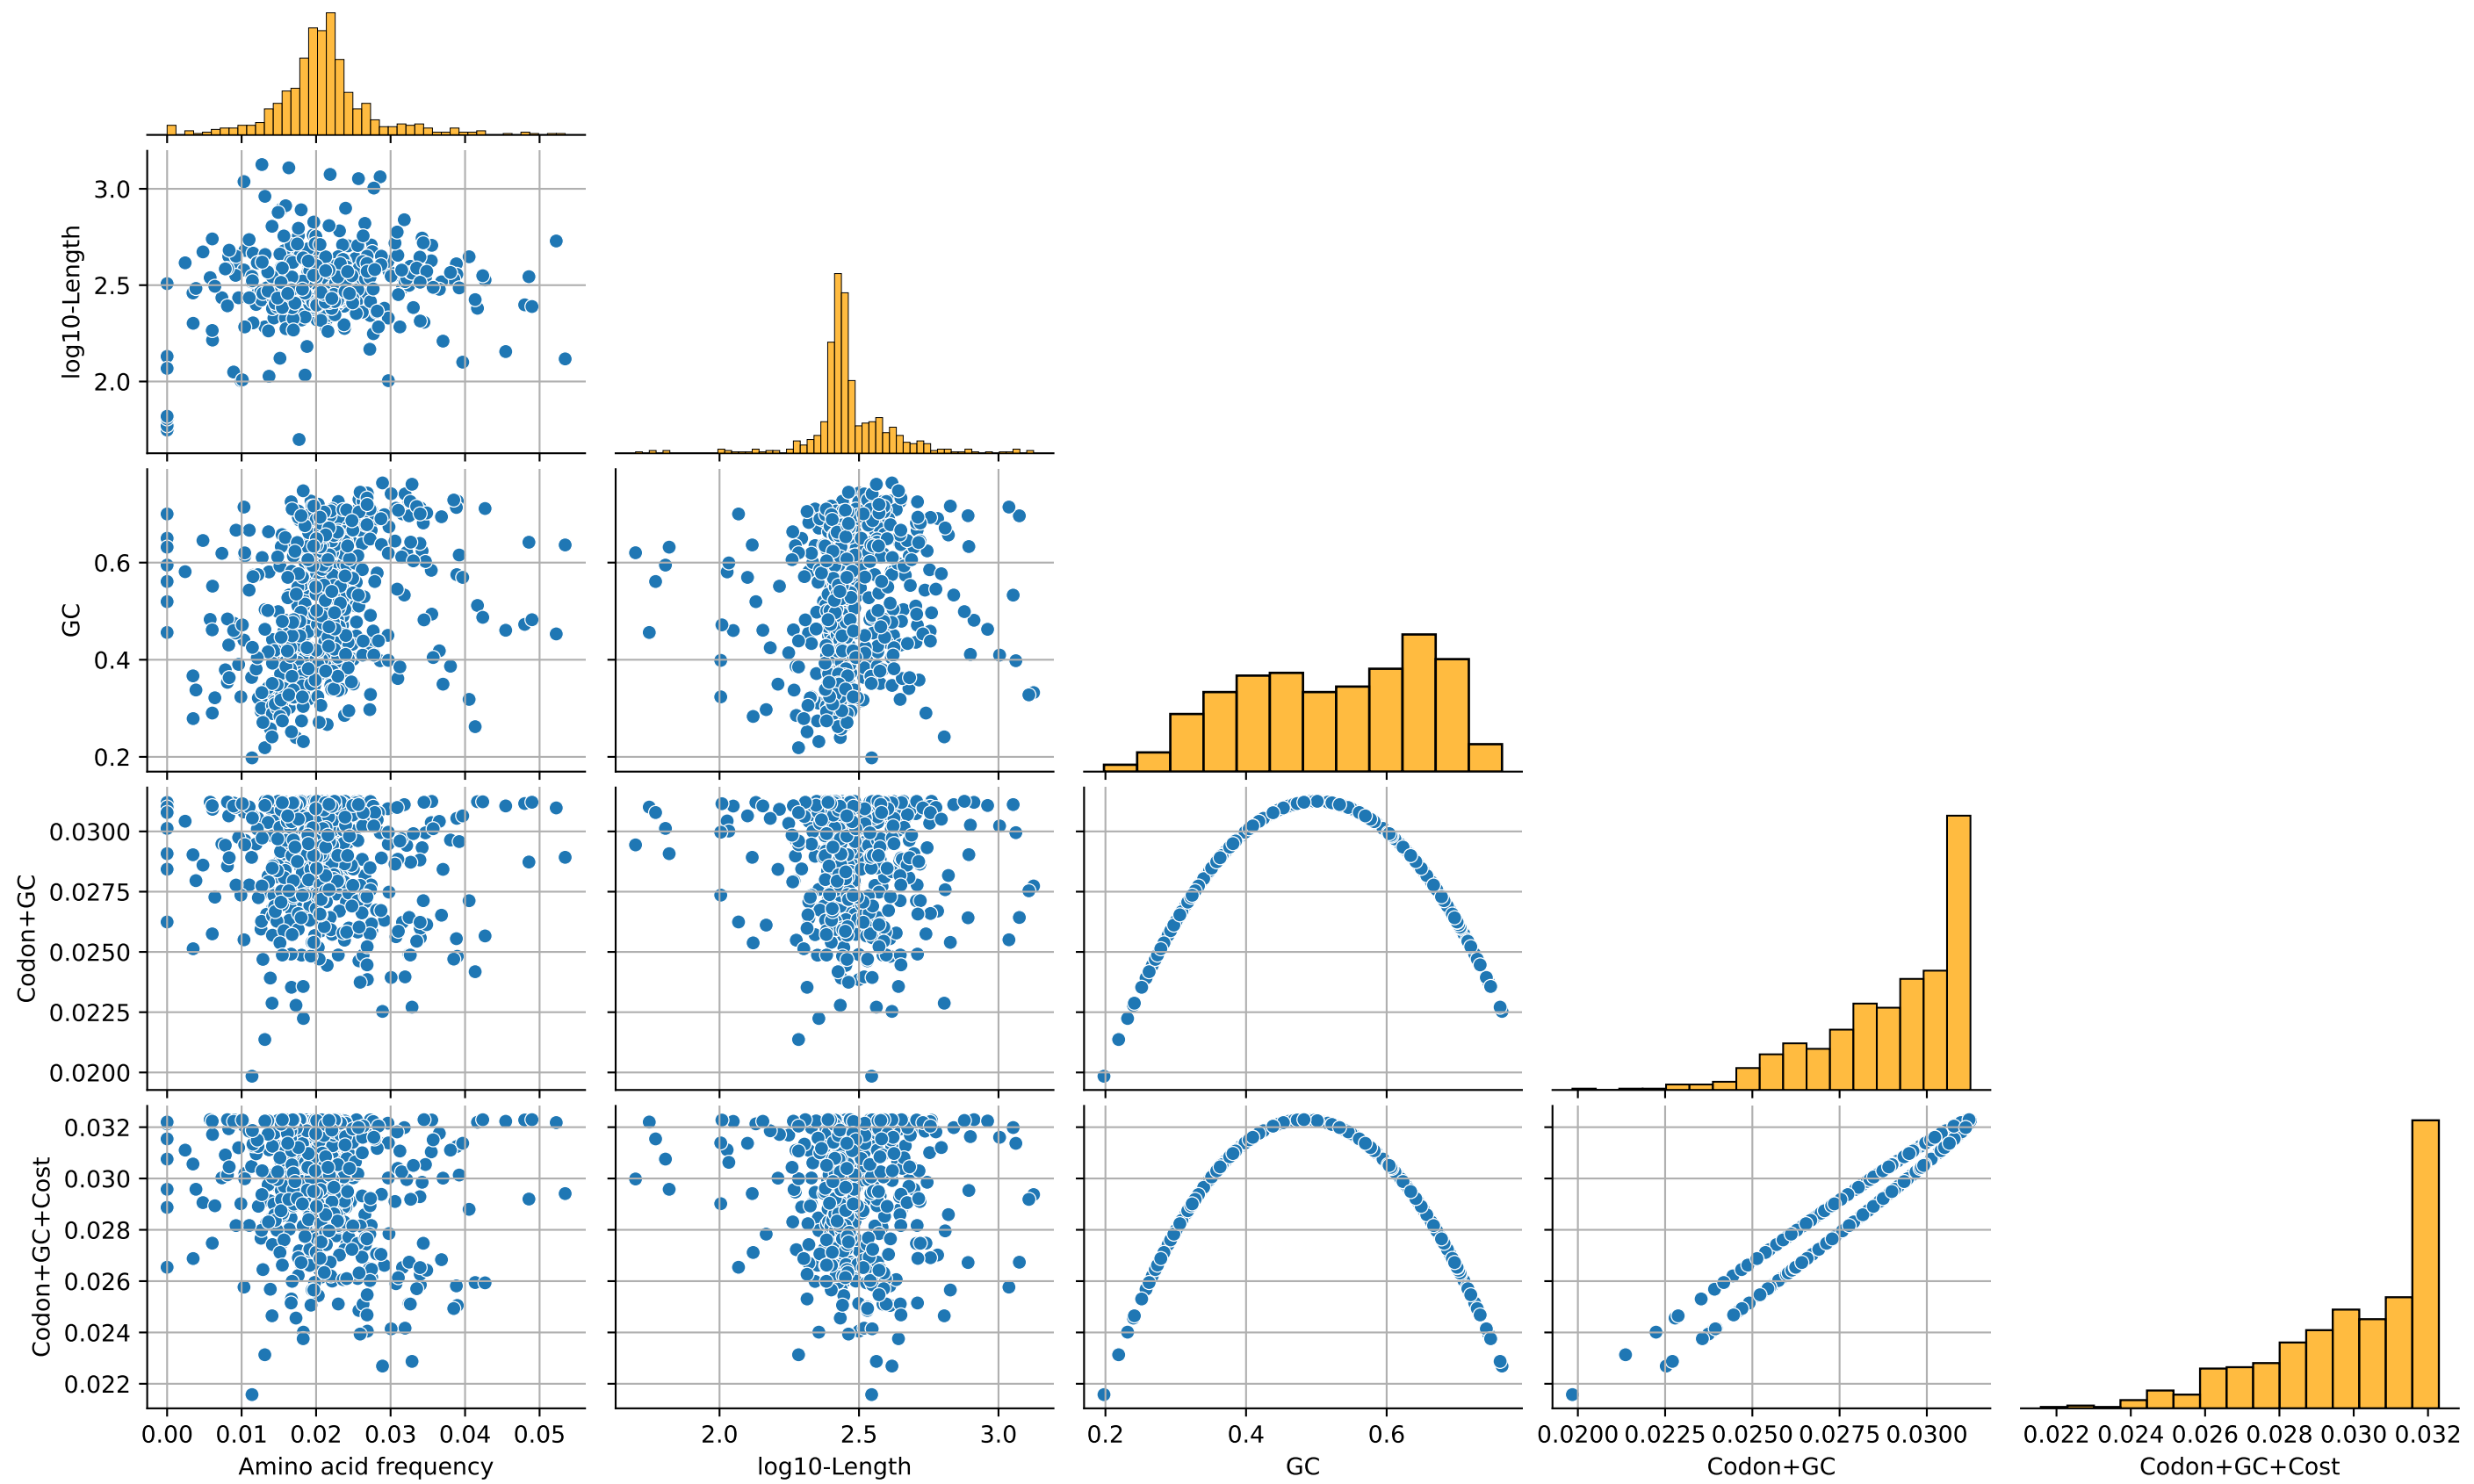 3.0
2.5
2.0
log10-Length
0.6
0.4
0.2
GC
0.0300
0.0275
0.0250
0.0225
0.0200
Codon+GC
0.032
0.030
0.028
0.026
0.024
0.022
Codon+GC+Cost
0.00 0.01 0.02 0.03 0.04 0.05
Amino acid frequency
2.0 2.5 3.0
log10-Length
0.2 0.4 0.6
GC
0.0200 0.0225 0.0250 0.0275 0.0300
Codon+GC
0.022 0.024 0.026 0.028 0.030 0.032
Codon+GC+Cost